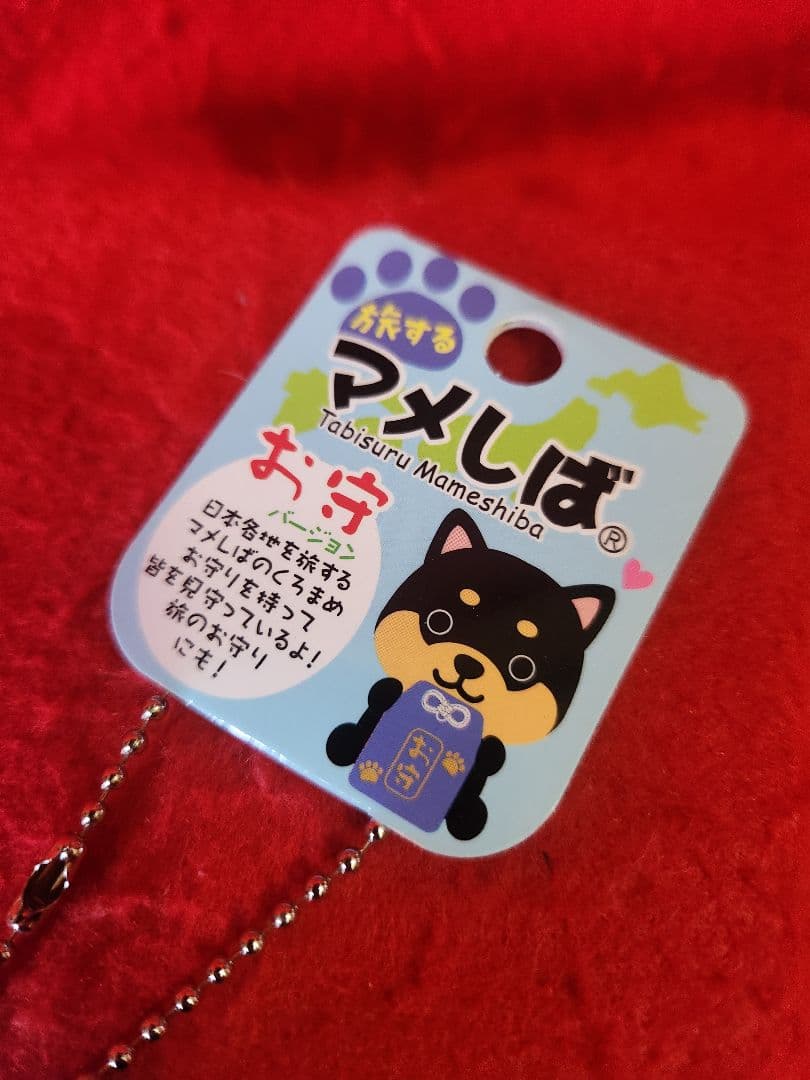 旅する
マメしば®
Tabisuru Mameshiba
お守
バージョン
日本各地を旅する
マメしばのくろまめ
お守りを持って
皆を見守っているよ!
旅のお守り
にも!
お守